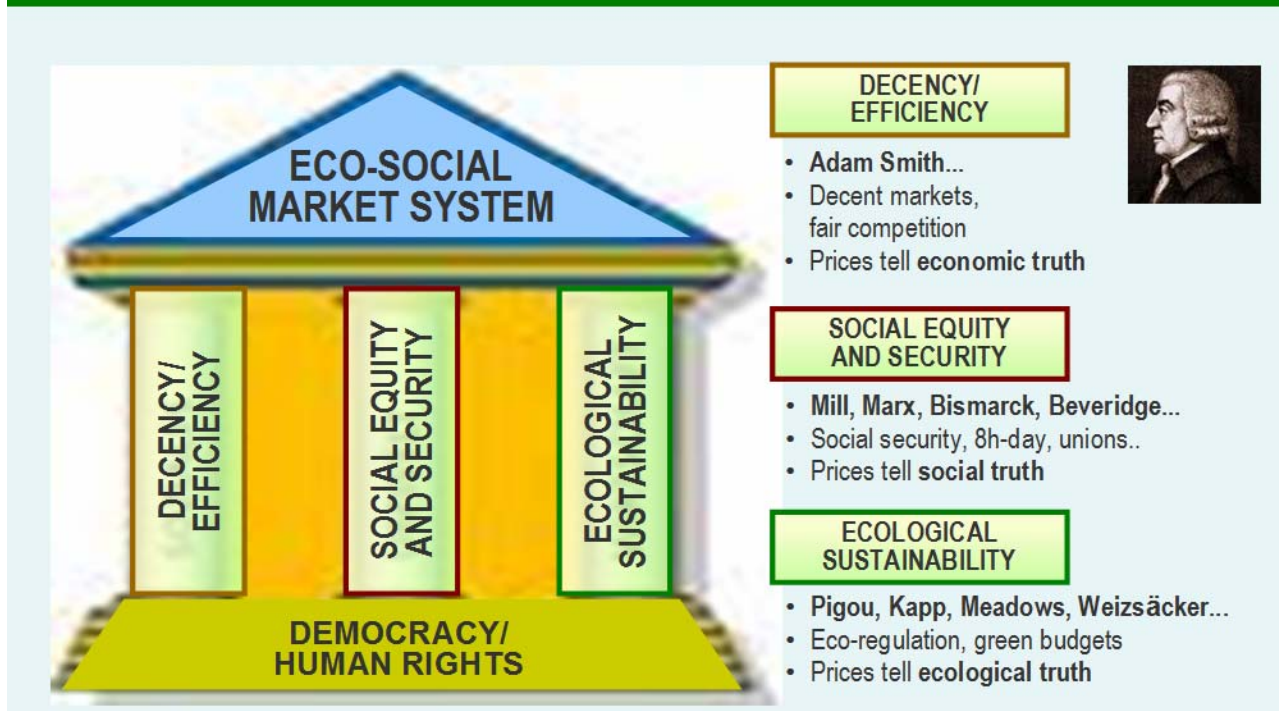 ECO-SOCIAL
MARKET SYSTEM
DECENCY/
EFFICIENCY
SOCIAL EQUITY
AND SECURITY
ECOLOGICAL
SUSTAINABILITY
DEMOCRACY/
HUMAN RIGHTS
DECENCY/
EFFICIENCY
• Adam Smith...
• Decent markets,
fair competition
• Prices tell economic truth
SOCIAL EQUITY
AND SECURITY
• Mill, Marx, Bismarck, Beveridge...
• Social security, 8h-day, unions..
• Prices tell social truth
ECOLOGICAL
SUSTAINABILITY
• Pigou, Kapp, Meadows, Weizsäcker...
• Eco-regulation, green budgets
• Prices tell ecological truth